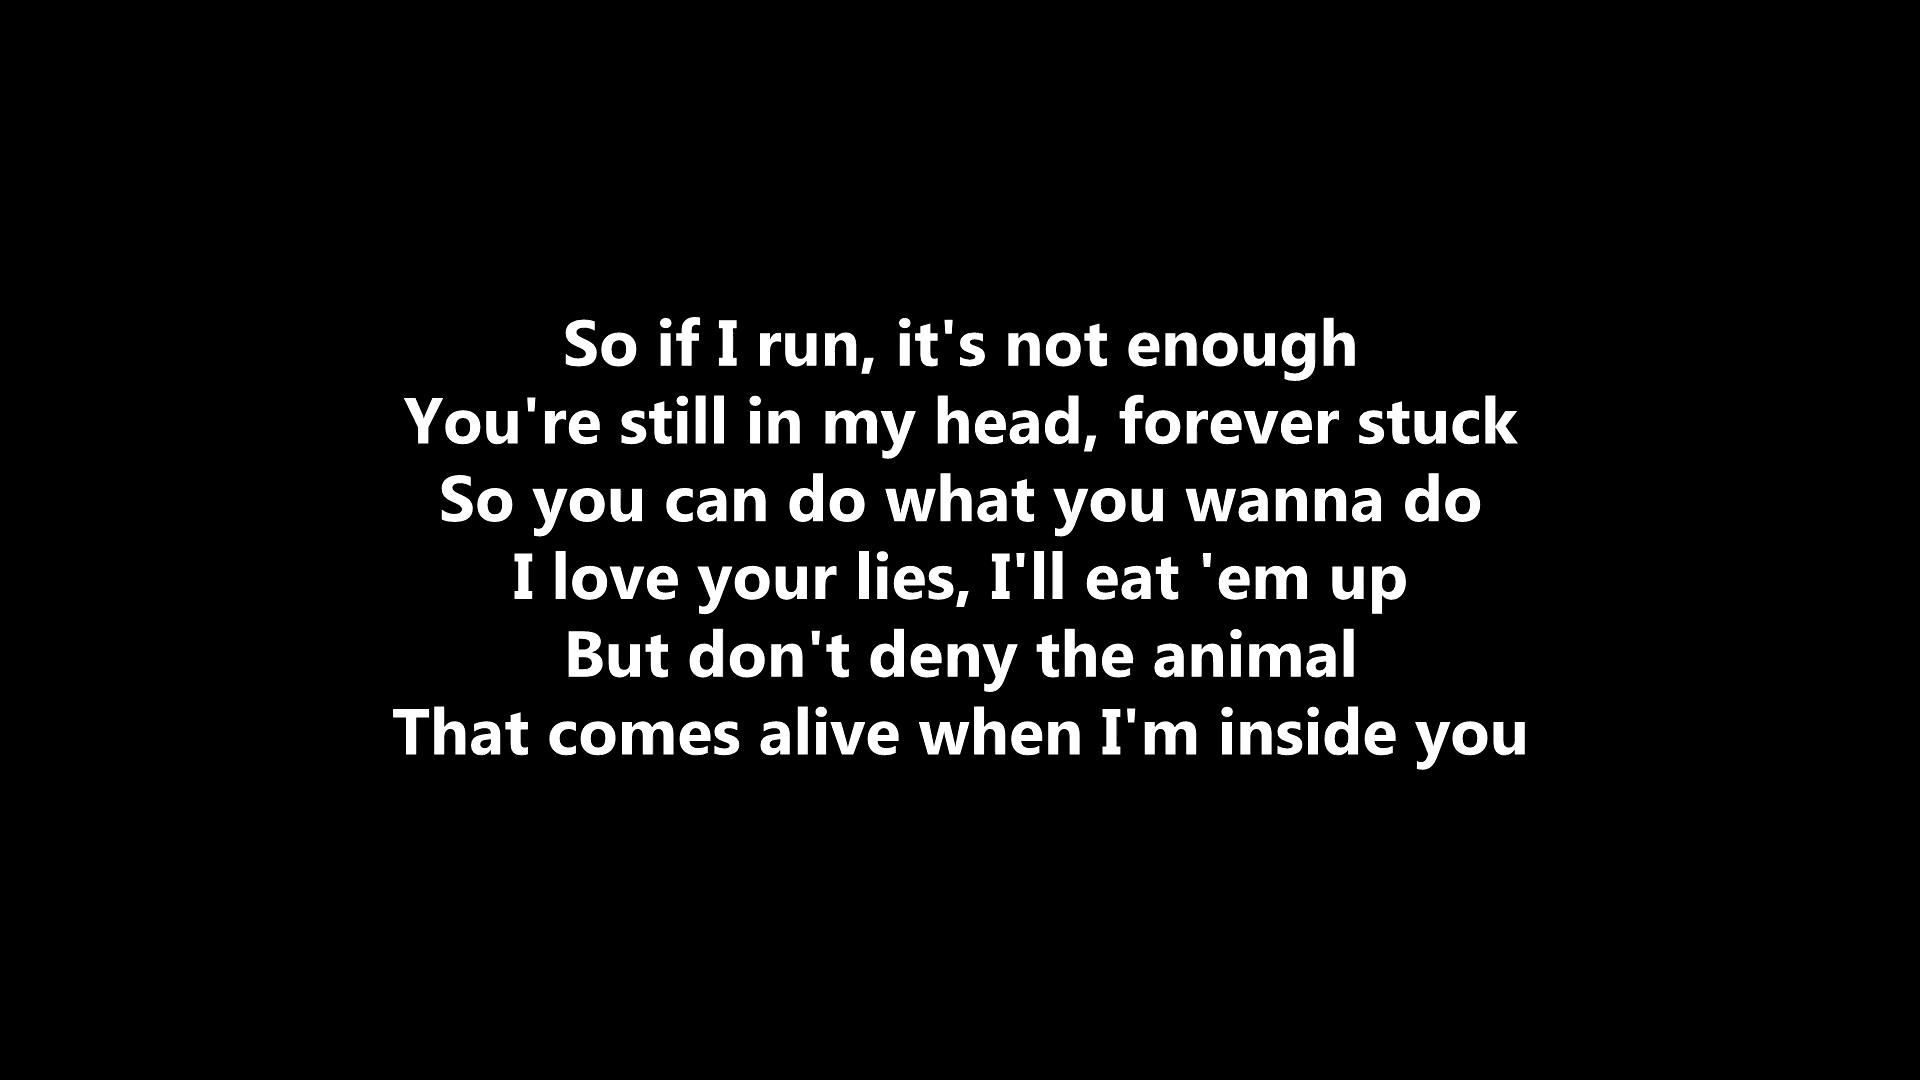 So if I run, it's not enough
You're still in my head, forever stuck
So you can do what you wanna do
I love your lies, I'll eat 'em up
But don't deny the animal
That comes alive when I'm inside you